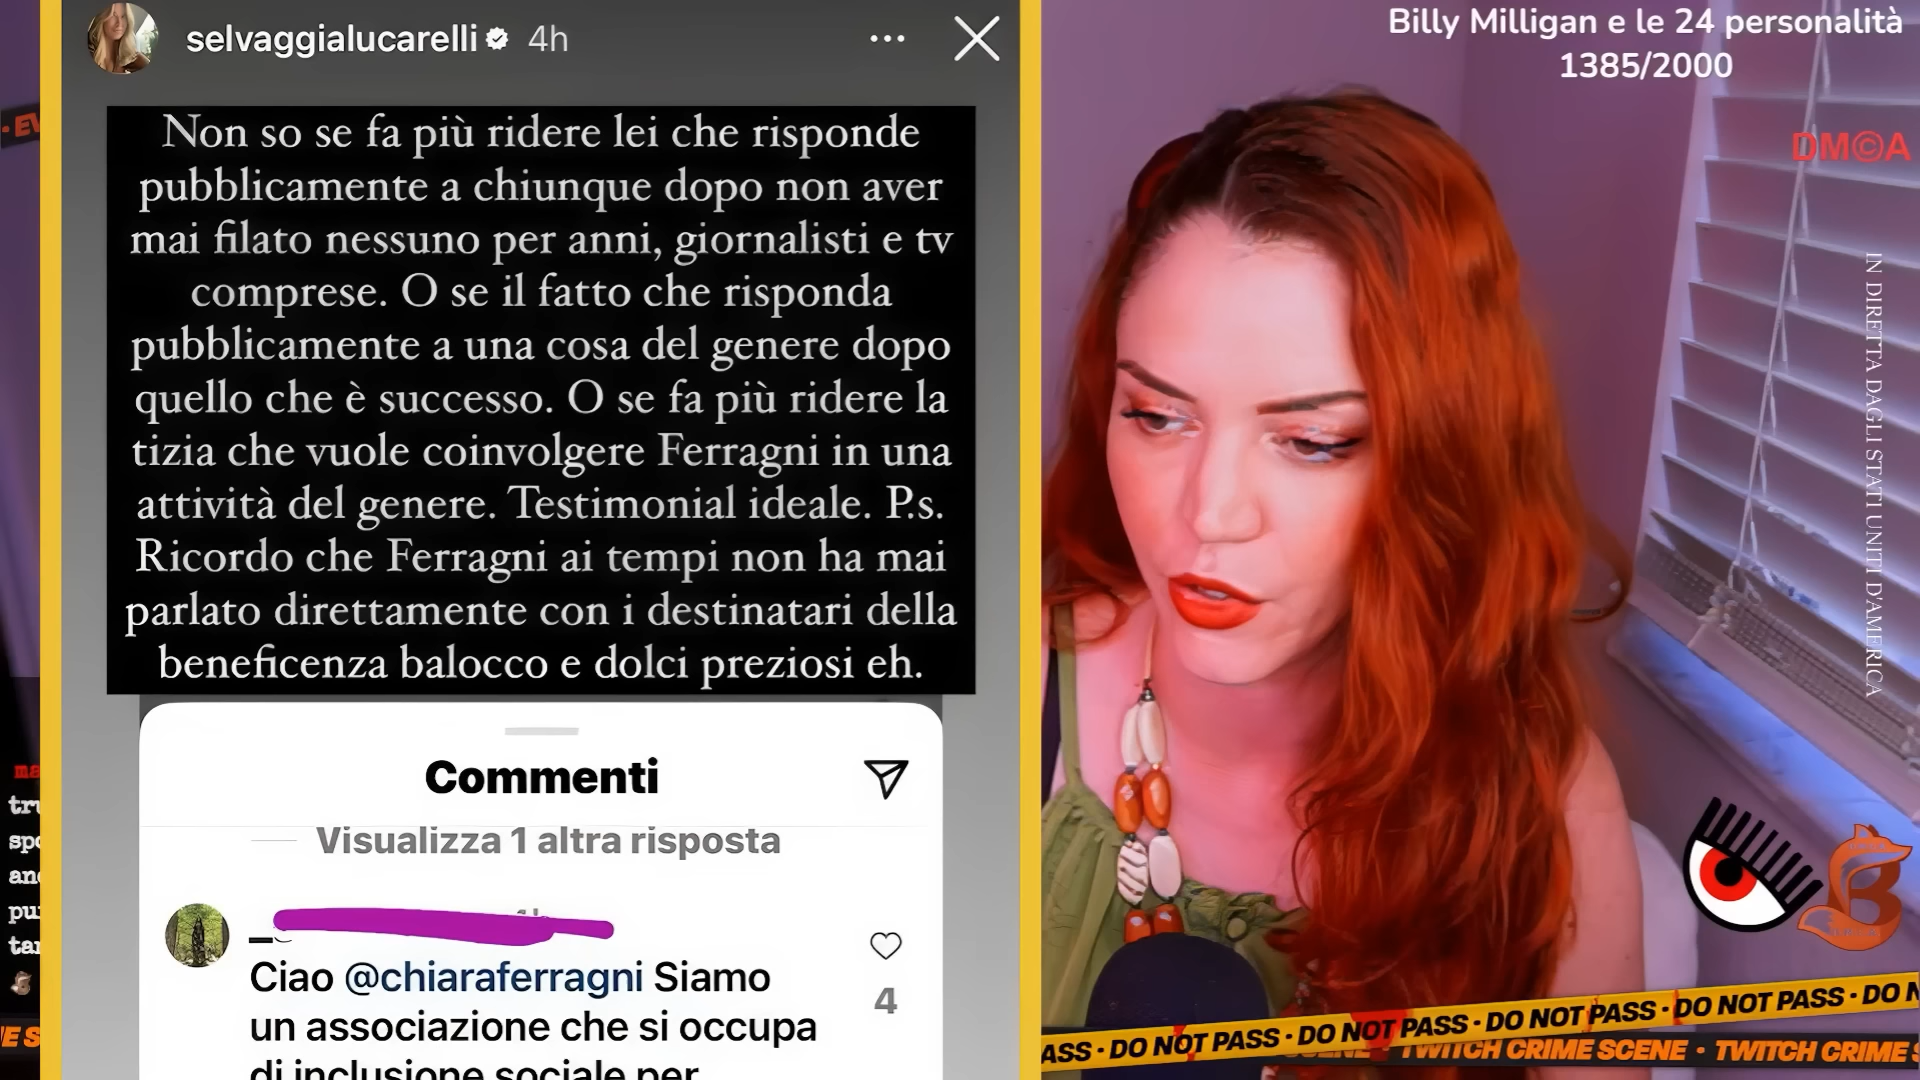 selvaggialucarelli 4h
Non so se fa più ridere lei che risponde
pubblicamente a chiunque dopo non aver
mai filato nessuno per anni, giornalisti e tv
comprese. O se il fatto che risponda
pubblicamente a una cosa del genere dopo
quello che è successo. O se fa più ridere la
tizia che vuole coinvolgere Ferragni in una
attività del genere. Testimonial ideale. P.s.
Ricordo che Ferragni ai tempi non ha mai
parlato direttamente con i destinatari della
beneficenza balocco e dolci preziosi eh.
Commenti
Visualizza 1 altra risposta
Ciao @chiaraferragni Siamo
un associazione che si occupa
di inclusione sociale per
4
Billy Milligan e le 24 personalità
1385/2000
DM©A
IN DIRETTA DAGLI STATI UNITI D'AMERICA
ASS · DO NOT PASS · DO NOT PASS · DO NOT PASS · DO NOT PASS · DO N
TWITCH CRIME SCENE · TWITCH CRIME S